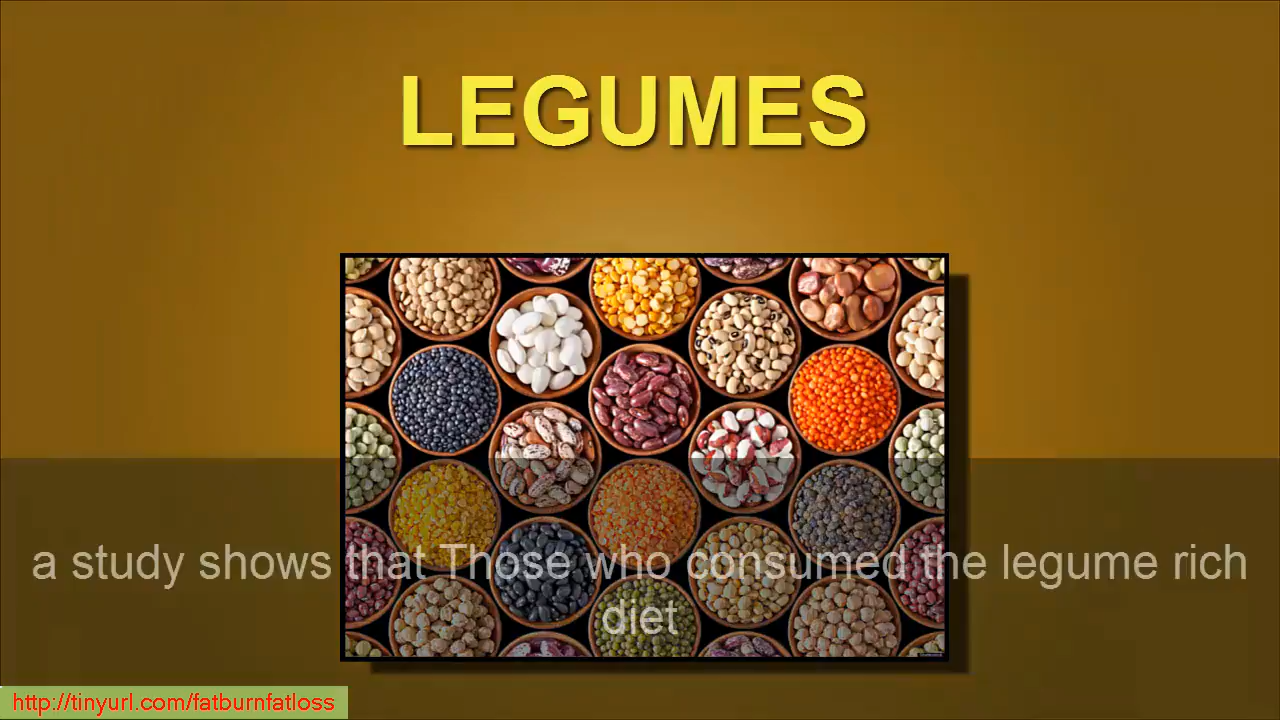 LEGUMES
a study shows that Those who consumed the legume rich
diet
http://tinyurl.com/fatburnfatloss